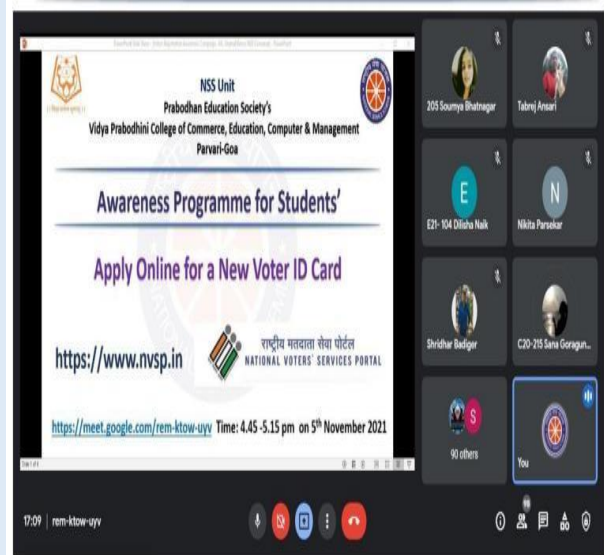 NSS Unit
Prabodhan Education Society's
Vidya Prabodhini College of Commerce, Education, Computer & Management
Parvari-Goa
Awareness Programme for Students'
Apply Online for a New Voter ID Card
https://www.nvsp.in
राष्ट्रीय मतदाता सेवा पोर्टल
NATIONAL VOTERS' SERVICES PORTAL
https://meet.google.com/rem-ktow-uyv Time: 4.45 -5.15 pm on 5th November 2021
205 Soumya Bhatnagar
Tabrej Ansari
E
E21- 104 Dilisha Naik
N
Nikita Parsekar
Shridhar Badiger
C20-215 Sana Goragun...
S
90 others
You
17:09 | rem-ktow-uyv